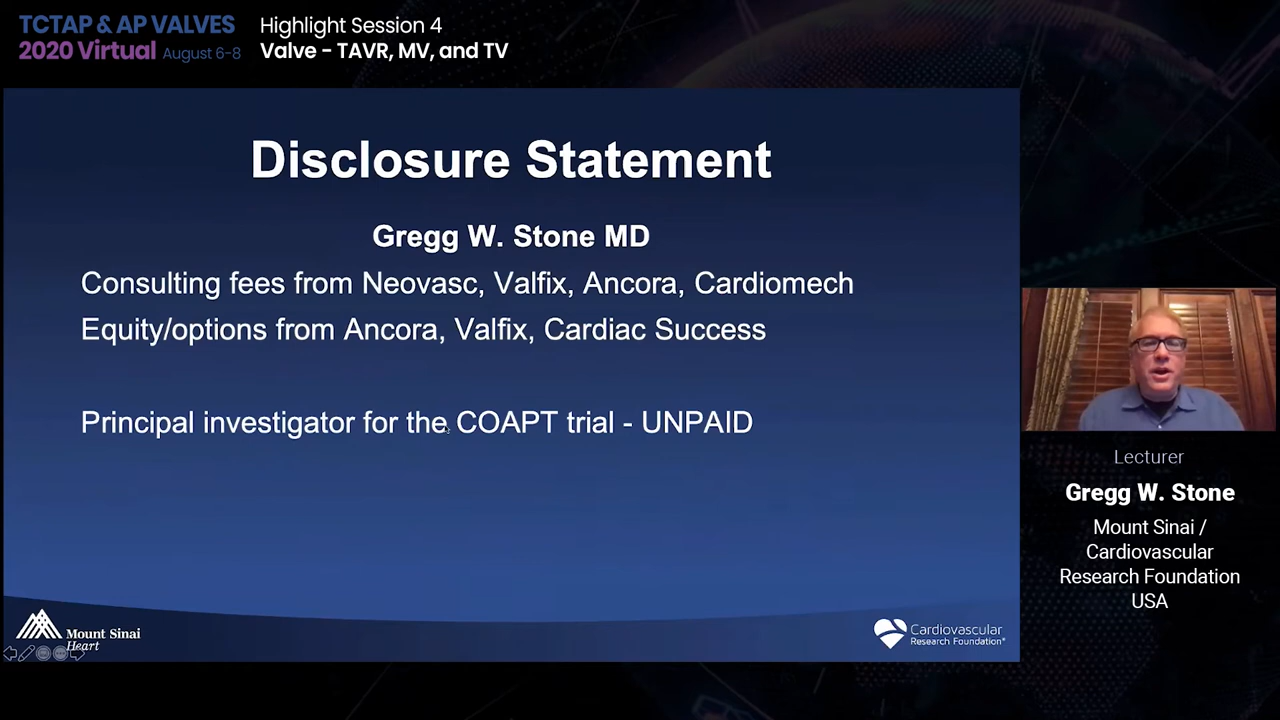 TCTAP & AP VALVES
2020 Virtual August 6-8
Highlight Session 4
Valve - TAVR, MV, and TV
Disclosure Statement
Gregg W. Stone MD
Consulting fees from Neovasc, Valfix, Ancora, Cardiomech
Equity/options from Ancora, Valfix, Cardiac Success
Principal investigator for the COAPT trial - UNPAID
Mount Sinai
Heart
Cardiovascular
Research Foundation®
Lecturer
Gregg W. Stone
Mount Sinai /
Cardiovascular
Research Foundation
USA